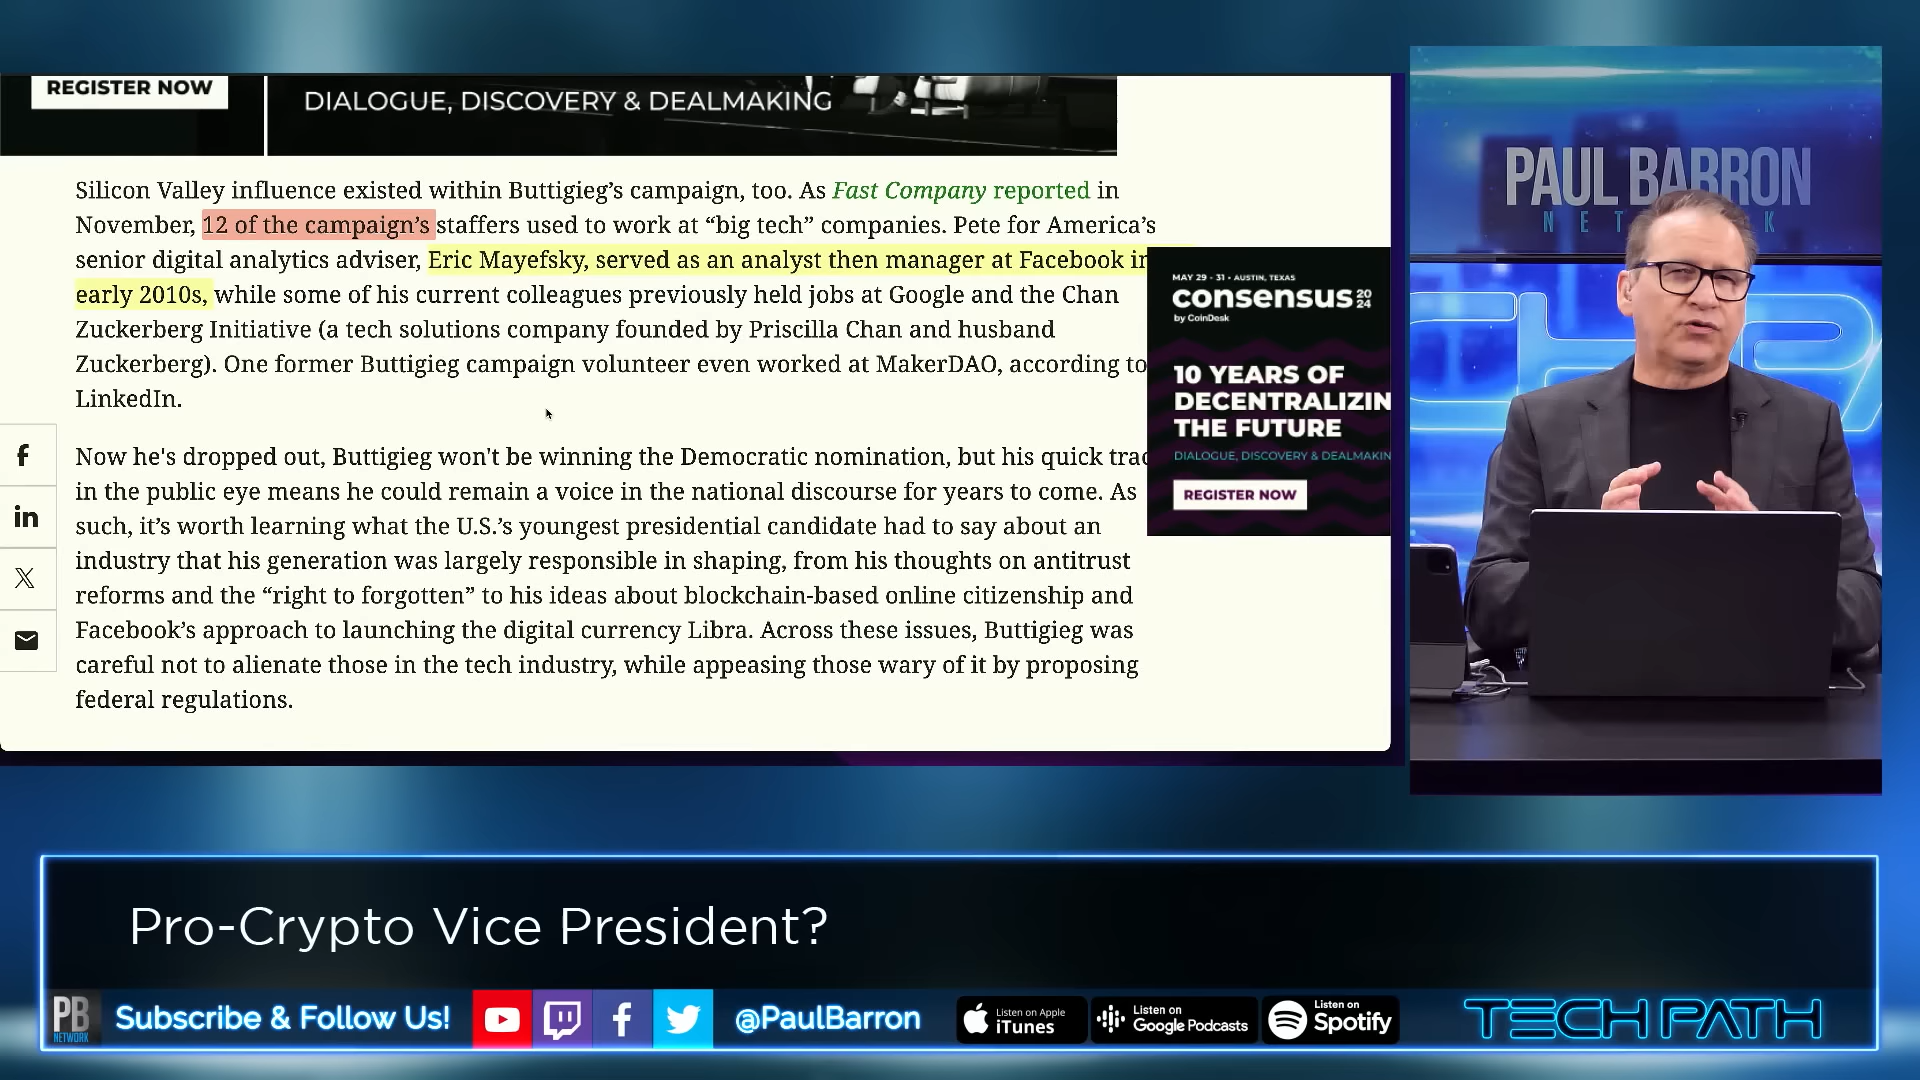 REGISTER NOW
DIALOGUE, DISCOVERY & DEALMAKING
Silicon Valley influence existed within Buttigieg’s campaign, too. As Fast Company reported in
November, 12 of the campaign’s staffers used to work at “big tech” companies. Pete for America’s
senior digital analytics adviser, Eric Mayefsky, served as an analyst then manager at Facebook in
early 2010s, while some of his current colleagues previously held jobs at Google and the Chan
Zuckerberg Initiative (a tech solutions company founded by Priscilla Chan and husband
Zuckerberg). One former Buttigieg campaign volunteer even worked at MakerDAO, according to
LinkedIn.
Now he's dropped out, Buttigieg won't be winning the Democratic nomination, but his quick trac
in the public eye means he could remain a voice in the national discourse for years to come. As
such, it’s worth learning what the U.S.’s youngest presidential candidate had to say about an
industry that his generation was largely responsible in shaping, from his thoughts on antitrust
reforms and the “right to forgotten” to his ideas about blockchain-based online citizenship and
Facebook’s approach to launching the digital currency Libra. Across these issues, Buttigieg was
careful not to alienate those in the tech industry, while appeasing those wary of it by proposing
federal regulations.
MAY 29 - 31 • AUSTIN, TEXAS
consensus 20 24
by CoinDesk
10 YEARS OF
DECENTRALIZIN
THE FUTURE
DIALOGUE, DISCOVERY & DEALMAKIN
REGISTER NOW
PAUL BARRON
NET K
Pro-Crypto Vice President?
PB NETWORK
Subscribe & Follow Us!
@PaulBarron
Listen on Apple
iTunes
Listen on
Google Podcasts
Listen on
Spotify
TECH PATH